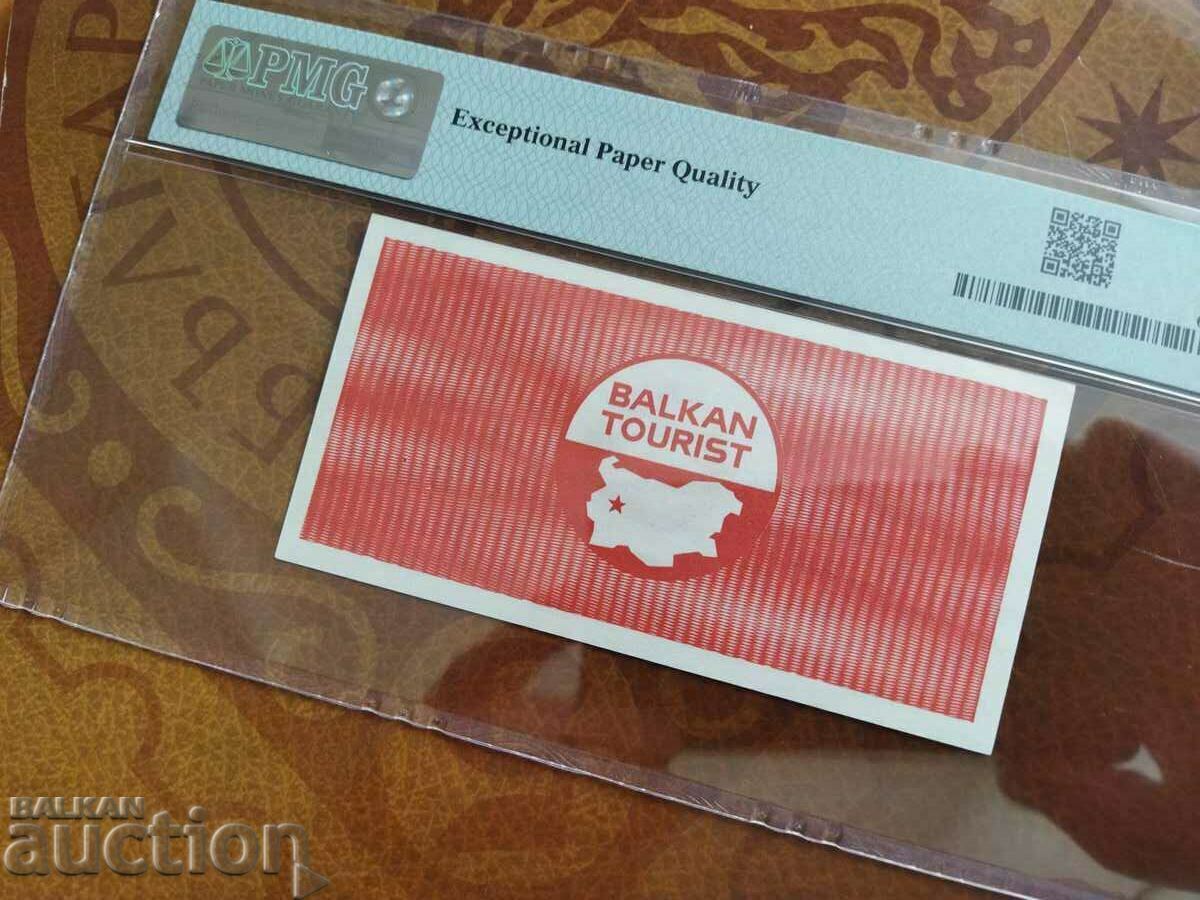 PMG
Exceptional Paper Quality
BALKAN
TOURIST
BALKAN
auction